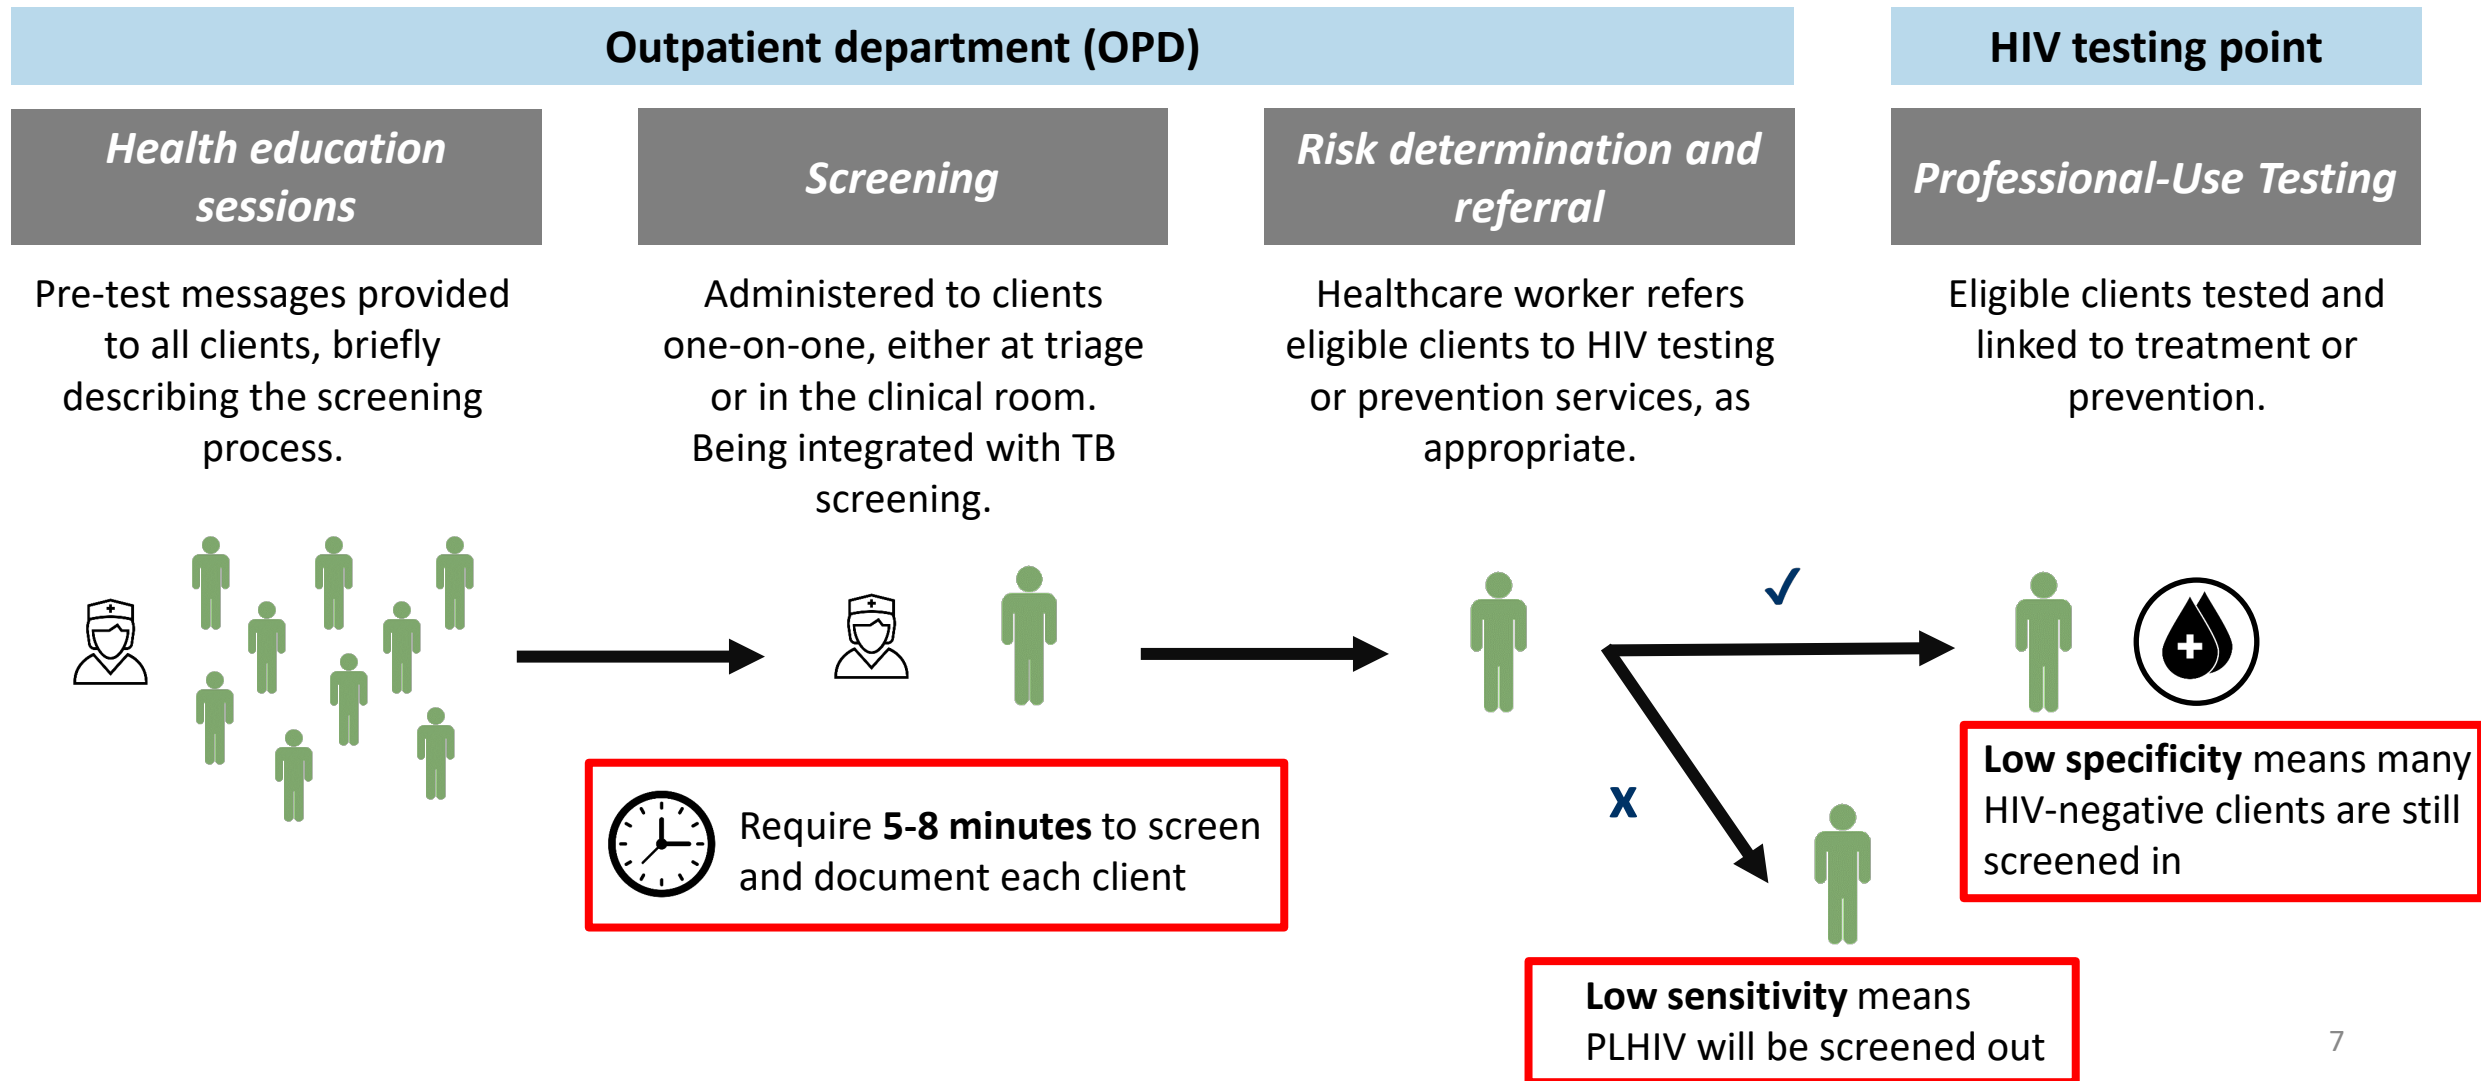 Outpatient department (OPD)
HIV testing point
Health education
sessions
Screening
Risk determination and
referral
Professional-Use Testing
Pre-test messages provided
to all clients, briefly
describing the screening
process.
Administered to clients
one-on-one, either at triage
or in the clinical room.
Being integrated with TB
screening.
Healthcare worker refers
eligible clients to HIV testing
or prevention services, as
appropriate.
Eligible clients tested and
linked to treatment or
prevention.
✓
X
Require 5-8 minutes to screen
and document each client
Low specificity means many
HIV-negative clients are still
screened in
Low sensitivity means
PLHIV will be screened out
7